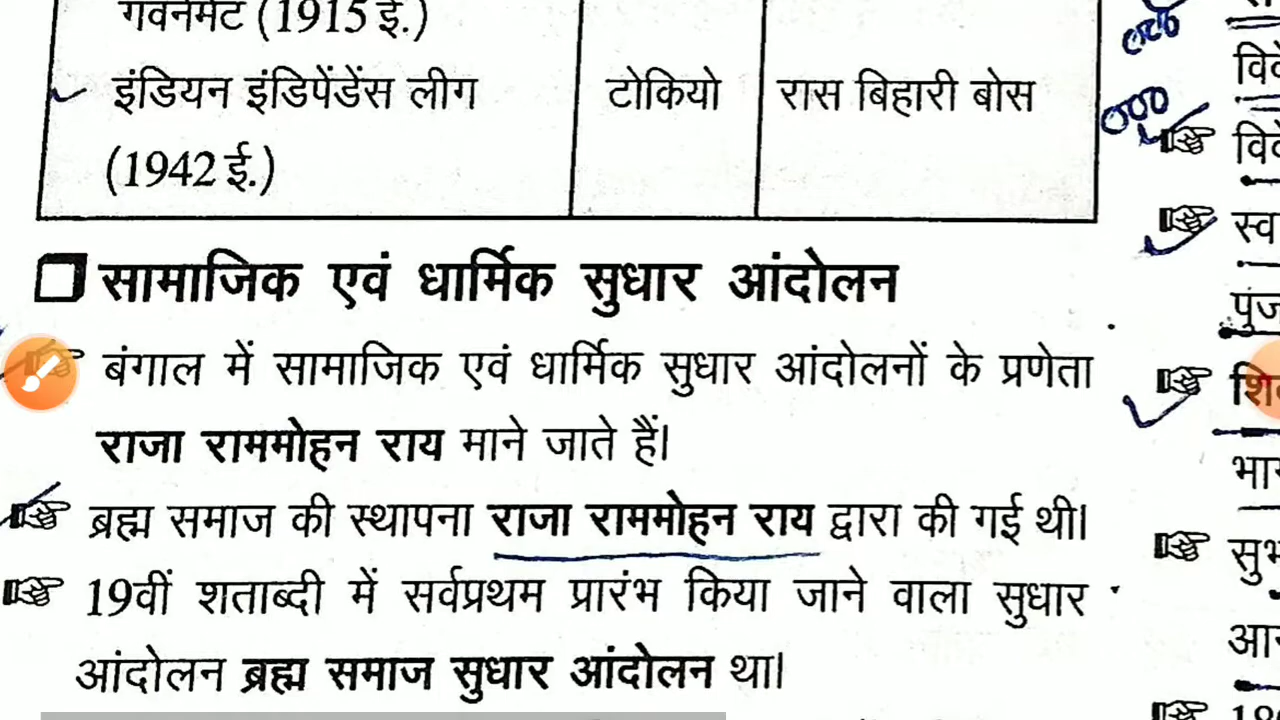 गवर्नमेंट (1915 ई.)
इंडियन इंडिपेंडेंस लीग टोकियो रास बिहारी बोस
(1942 ई.)
सामाजिक एवं धार्मिक सुधार आंदोलन
बंगाल में सामाजिक एवं धार्मिक सुधार आंदोलनों के प्रणेता
राजा राममोहन राय माने जाते हैं।
ब्रह्म समाज की स्थापना राजा राममोहन राय द्वारा की गई थी।
19वीं शताब्दी में सर्वप्रथम प्रारंभ किया जाने वाला सुधार
आंदोलन ब्रह्म समाज सुधार आंदोलन था।